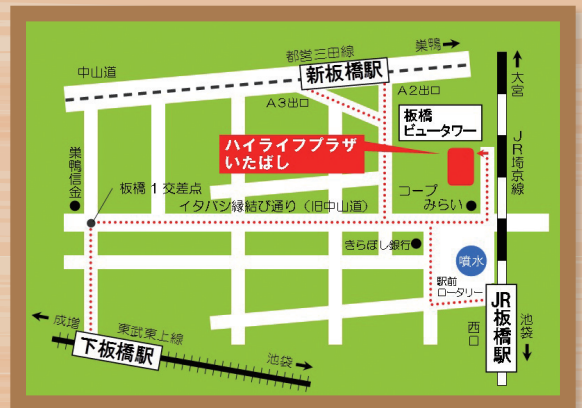 中山道
都営三田線
巣鴨→
新板橋駅
A3出口
A2出口
↑大宮
JR埼京線
板橋
ビュータワー
ハイライフプラザ
いたばし
巣鴨信金
板橋1交差点
コープ
みらい
イタバシ縁結び通り（旧中山道）
きらぼし銀行
噴水
駅前
ロータリー
←成増
東武東上線
下板橋駅
池袋→
西口
JR板橋駅
池袋↓